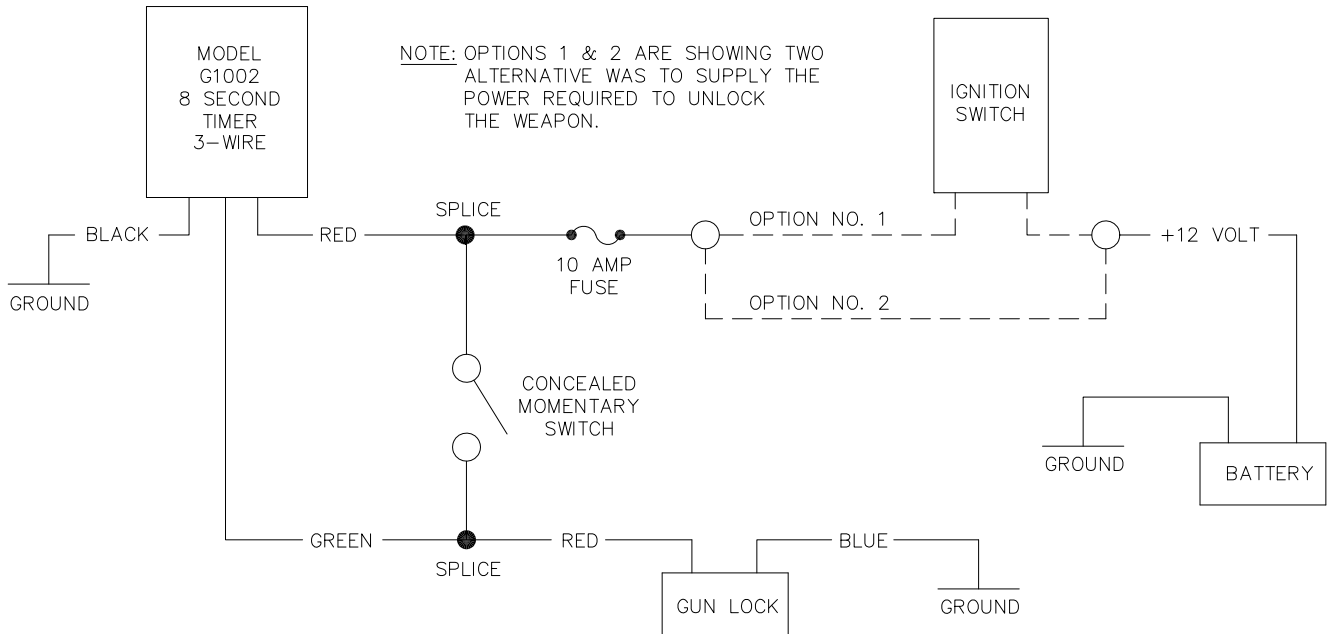 MODEL
G1002
8 SECOND
TIMER
3-WIRE
NOTE: OPTIONS 1 & 2 ARE SHOWING TWO
ALTERNATIVE WAS TO SUPPLY THE
POWER REQUIRED TO UNLOCK
THE WEAPON.
IGNITION
SWITCH
BLACK
RED
SPLICE
10 AMP
FUSE
OPTION NO. 1
+12 VOLT
GROUND
OPTION NO. 2
CONCEALED
MOMENTARY
SWITCH
GROUND
BATTERY
GREEN
SPLICE
RED
BLUE
GUN LOCK
GROUND